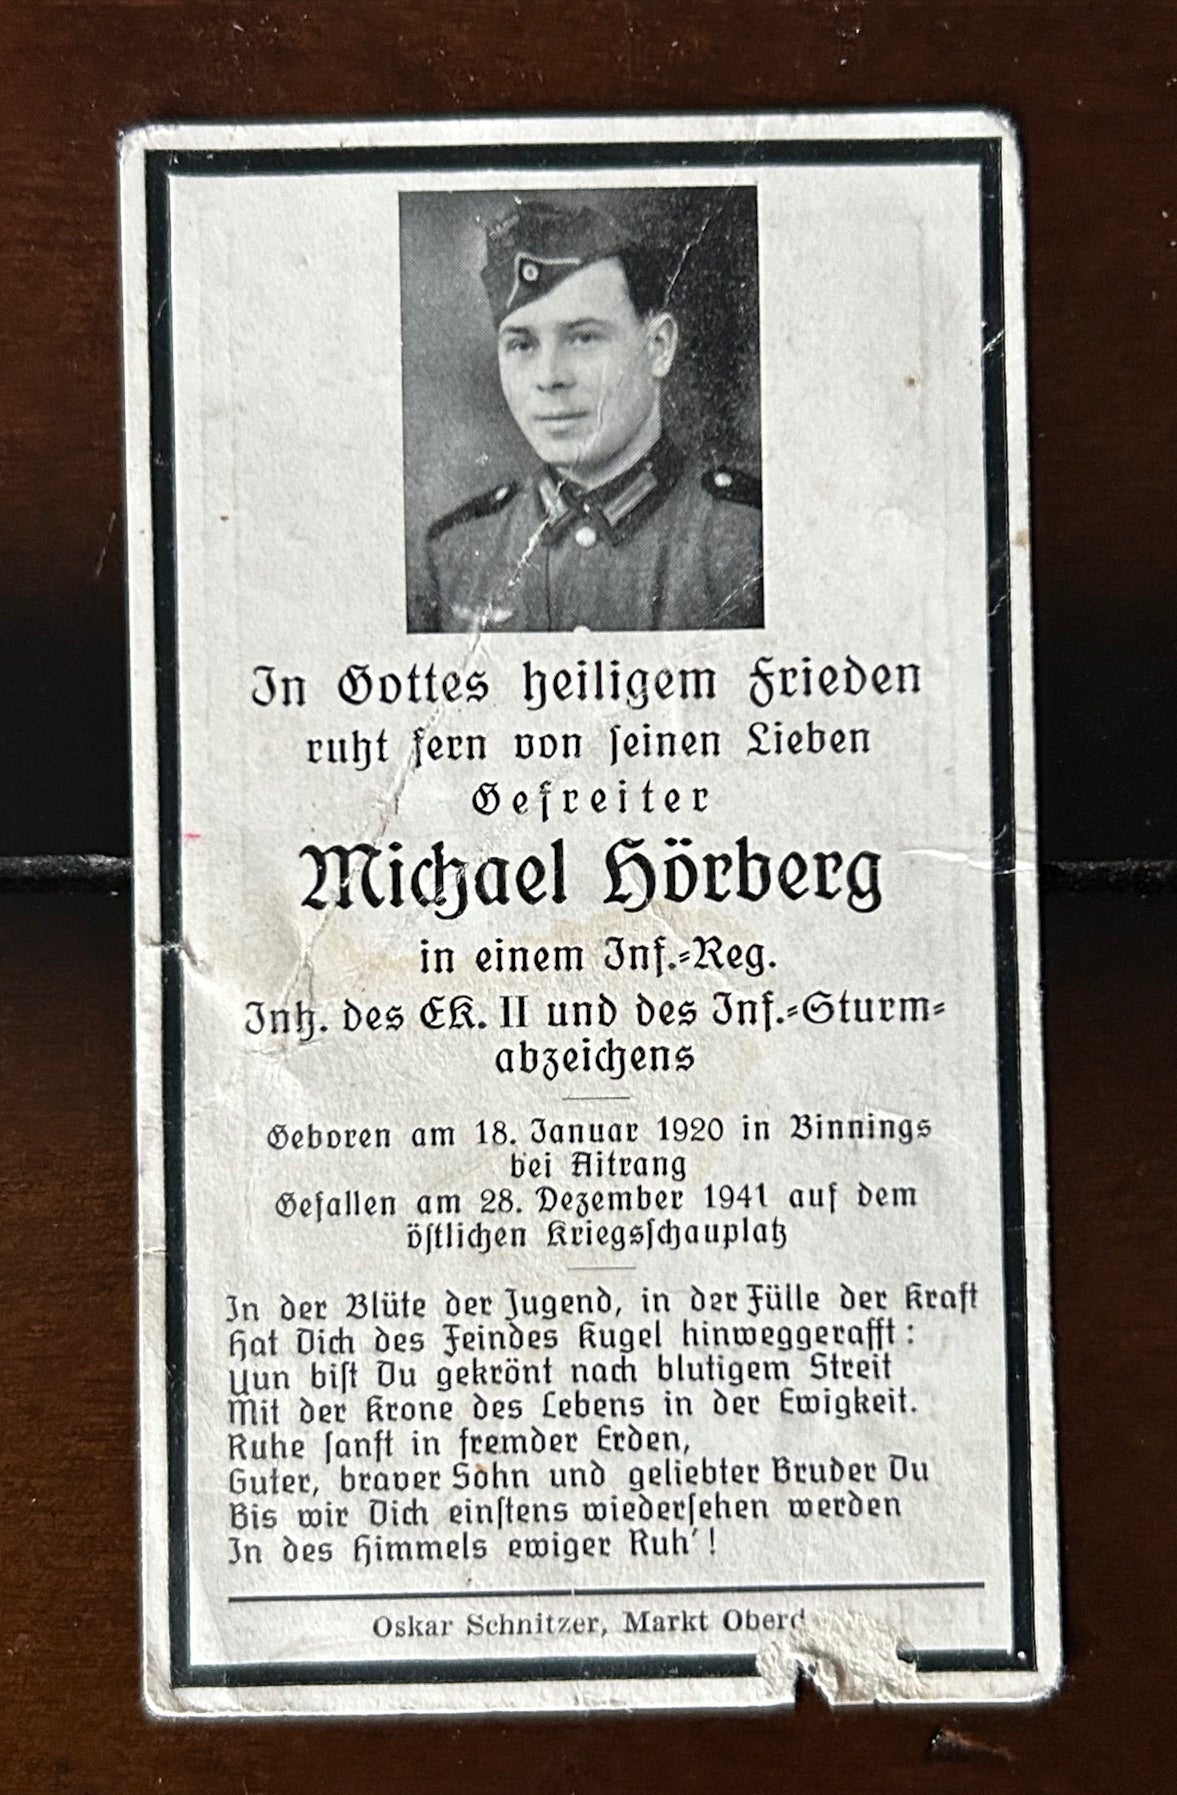 In Gottes heiligem Frieden
ruht fern von seinen Lieben
Gefreiter
Michael Hörberg
in einem Inf.-Reg.
Inh. des EK. II und des Inf.-Sturm-
abzeichens
Geboren am 18. Januar 1920 in Binnings
bei Aitrang
Gefallen am 28. Dezember 1941 auf dem
östlichen Kriegsschauplatz
In der Blüte der Jugend, in der Fülle der Kraft
Hat Dich des Feindes Kugel hinweggerafft:
Nun bist Du gekrönt nach blutigem Streit
Mit der Krone des Lebens in der Ewigkeit.
Ruhe sanft in fremder Erden,
Guter, braver Sohn und geliebter Bruder Du
Bis wir Dich einstens wiedersehen werden
In des Himmels ewiger Ruh'!
Oskar Schnitzer, Markt Oberd